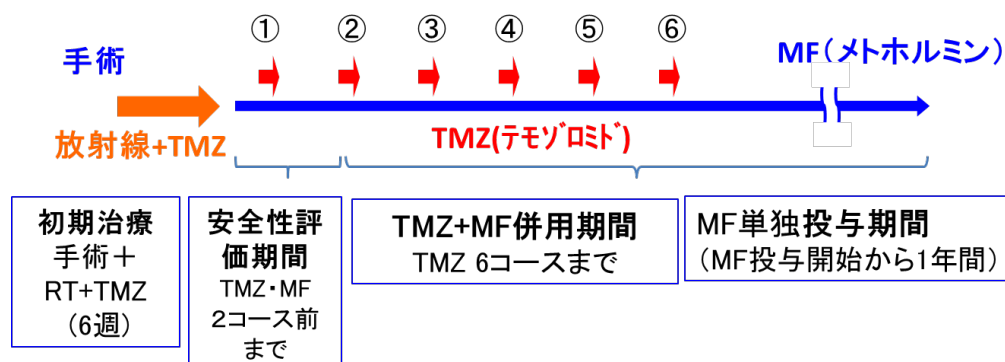 ① ② ③ ④ ⑤ ⑥
手術
MF(メトホルミン)
放射線+TMZ
TMZ(ﾃﾓｿﾞﾛﾐﾄﾞ)
初期治療
手術＋
RT+TMZ
(6週)
安全性評
価期間
TMZ・MF
２コース前
まで
TMZ+MF併用期間
TMZ 6コースまで
MF単独投与期間
(MF投与開始から1年間)